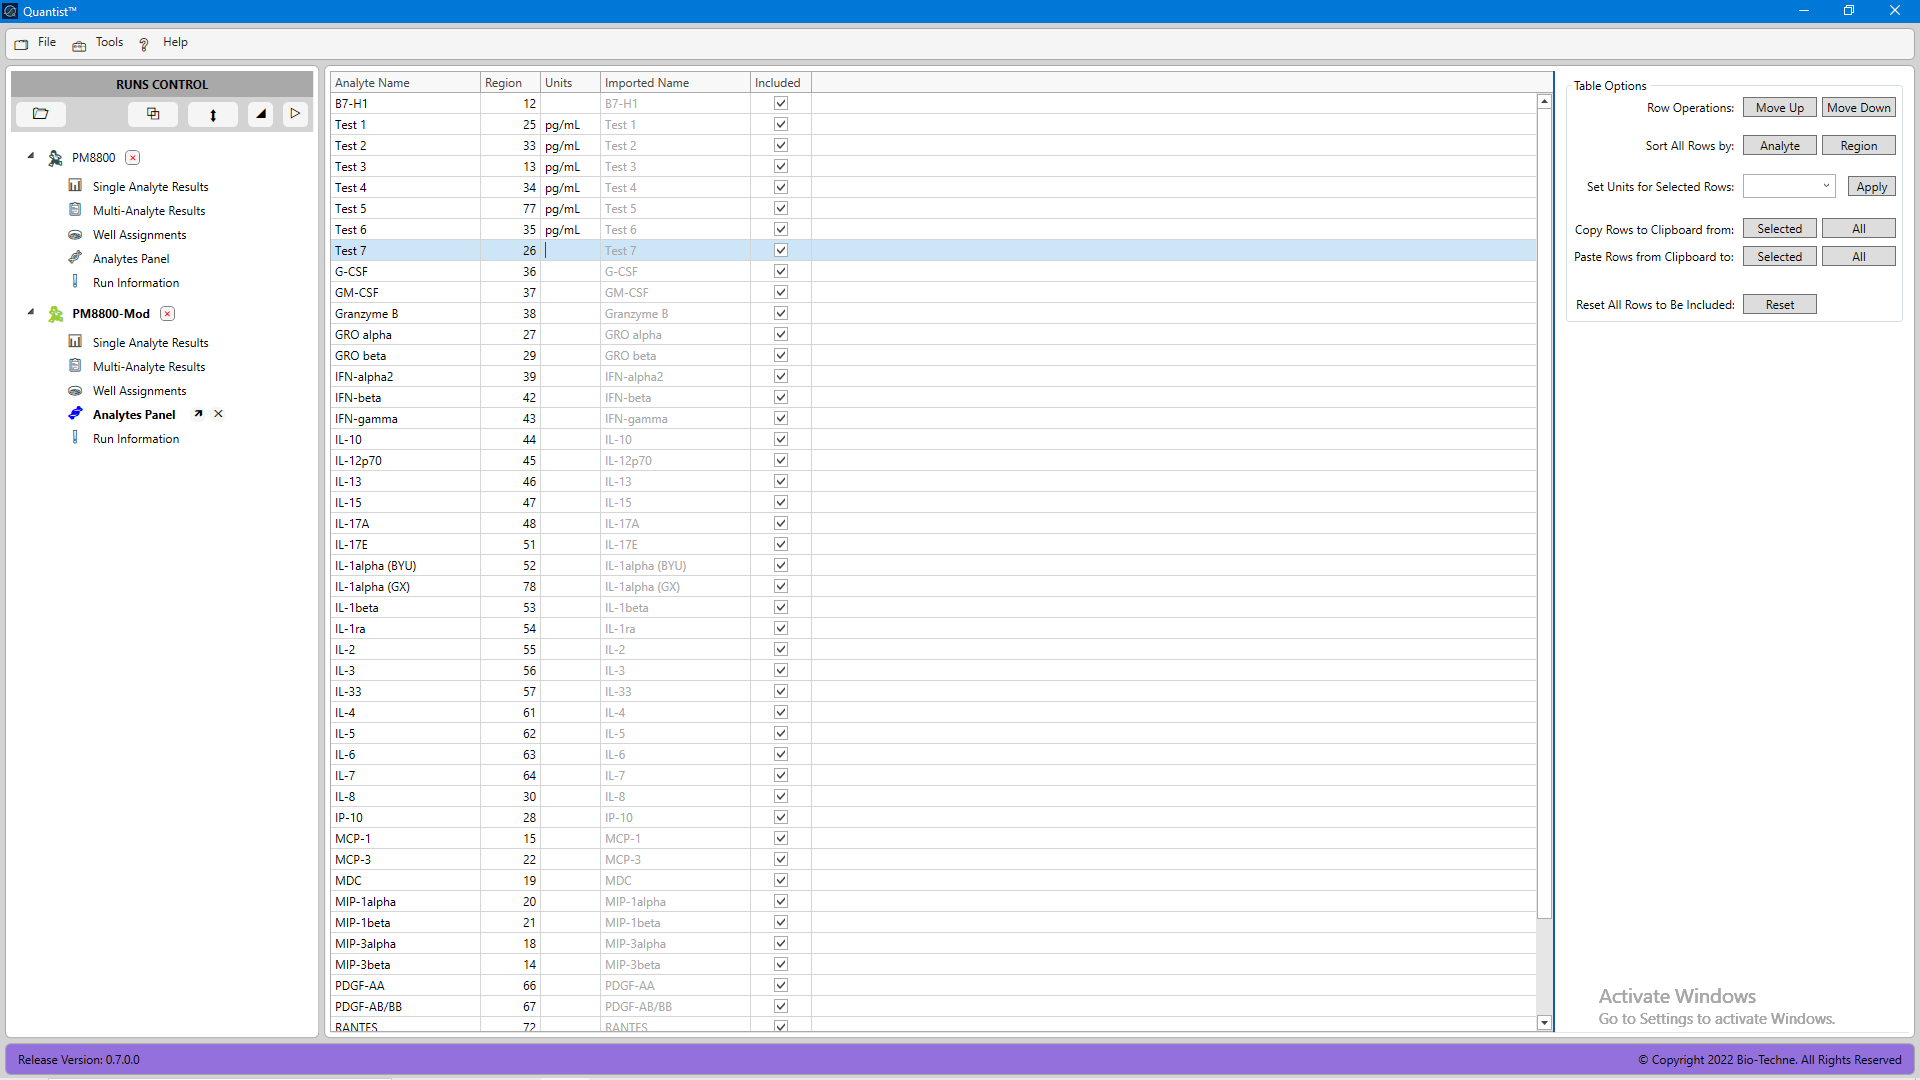 Quantist™
File Tools ? Help
RUNS CONTROL
PM8800
Single Analyte Results
Multi-Analyte Results
Well Assignments
Analytes Panel
Run Information
PM8800-Mod
Single Analyte Results
Multi-Analyte Results
Well Assignments
Analytes Panel
Run Information
Analyte Name Region Units Imported Name Included
B7-H1 12 B7-H1
Test 1 25 pg/mL Test 1
Test 2 33 pg/mL Test 2
Test 3 13 pg/mL Test 3
Test 4 34 pg/mL Test 4
Test 5 77 pg/mL Test 5
Test 6 35 pg/mL Test 6
Test 7 26 Test 7
G-CSF 36 G-CSF
GM-CSF 37 GM-CSF
Granzyme B 38 Granzyme B
GRO alpha 27 GRO alpha
GRO beta 29 GRO beta
IFN-alpha2 39 IFN-alpha2
IFN-beta 42 IFN-beta
IFN-gamma 43 IFN-gamma
IL-10 44 IL-10
IL-12p70 45 IL-12p70
IL-13 46 IL-13
IL-15 47 IL-15
IL-17A 48 IL-17A
IL-17E 51 IL-17E
IL-1alpha (BYU) 52 IL-1alpha (BYU)
IL-1alpha (GX) 78 IL-1alpha (GX)
IL-1beta 53 IL-1beta
IL-1ra 54 IL-1ra
IL-2 55 IL-2
IL-3 56 IL-3
IL-33 57 IL-33
IL-4 61 IL-4
IL-5 62 IL-5
IL-6 63 IL-6
IL-7 64 IL-7
IL-8 30 IL-8
IP-10 28 IP-10
MCP-1 15 MCP-1
MCP-3 22 MCP-3
MDC 19 MDC
MIP-1alpha 20 MIP-1alpha
MIP-1beta 21 MIP-1beta
MIP-3alpha 18 MIP-3alpha
MIP-3beta 14 MIP-3beta
PDGF-AA 66 PDGF-AA
PDGF-AB/BB 67 PDGF-AB/BB
RANTES 72 RANTES
Table Options
Row Operations: Move Up Move Down
Sort All Rows by: Analyte Region
Set Units for Selected Rows: Apply
Copy Rows to Clipboard from: Selected All
Paste Rows from Clipboard to: Selected All
Reset All Rows to Be Included: Reset
Activate Windows
Go to Settings to activate Windows.
Release Version: 0.7.0.0
© Copyright 2022 Bio-Techne. All Rights Reserved